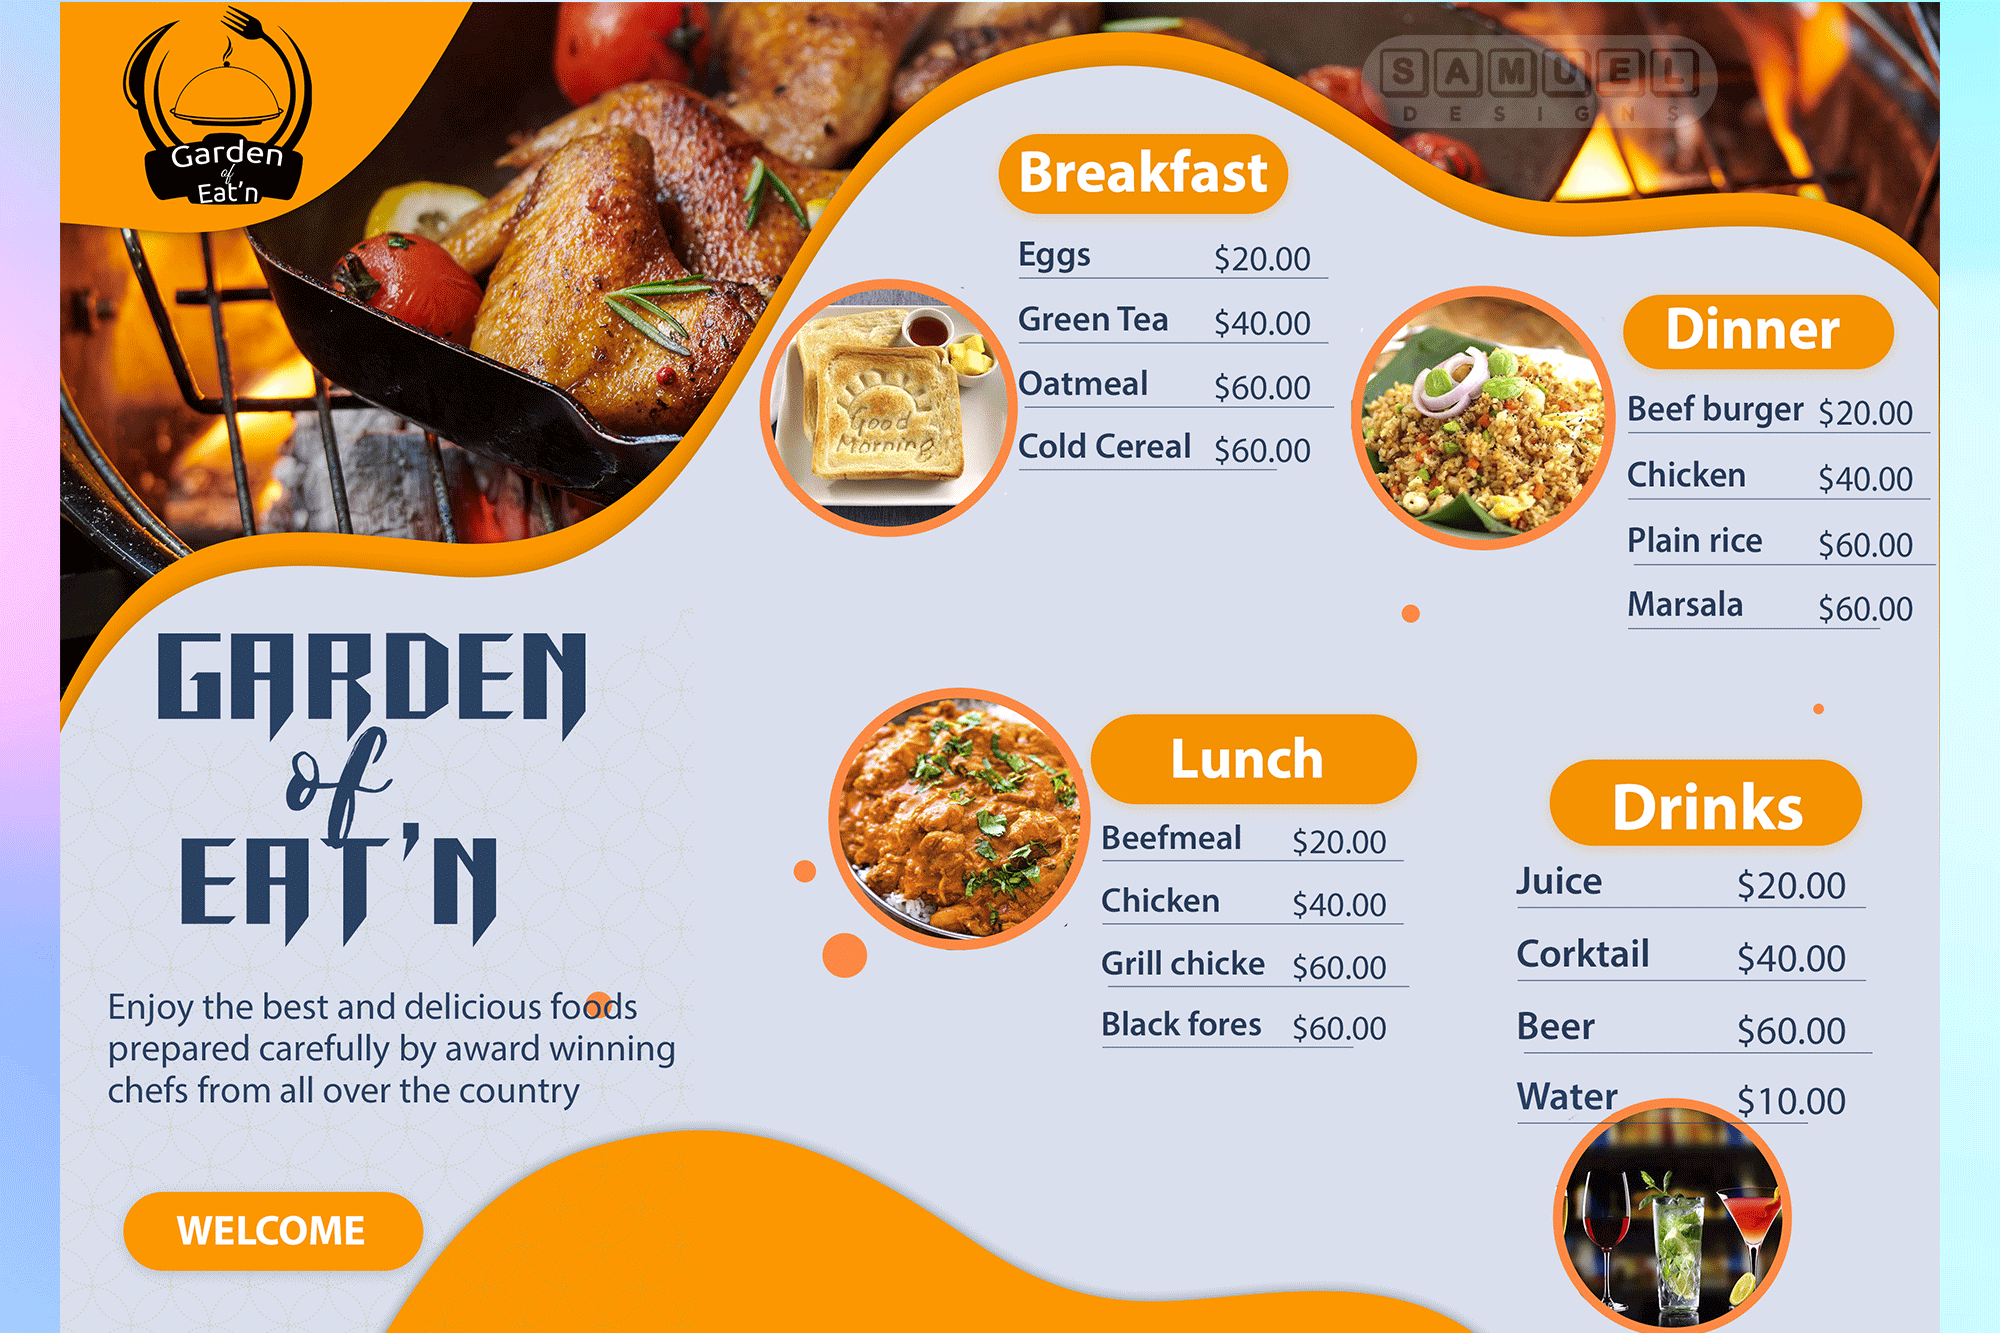 Garden
of
Eat'n
SAMUEL
DESIGNS
Breakfast
Eggs $20.00
Green Tea $40.00
Oatmeal $60.00
Cold Cereal $60.00
Good
Morning
Dinner
Beef burger $20.00
Chicken $40.00
Plain rice $60.00
Marsala $60.00
GARDEN
of
EAT'N
Enjoy the best and delicious foods
prepared carefully by award winning
chefs from all over the country
WELCOME
Lunch
Beefmeal $20.00
Chicken $40.00
Grill chicke $60.00
Black fores $60.00
Drinks
Juice $20.00
Corktail $40.00
Beer $60.00
Water $10.00